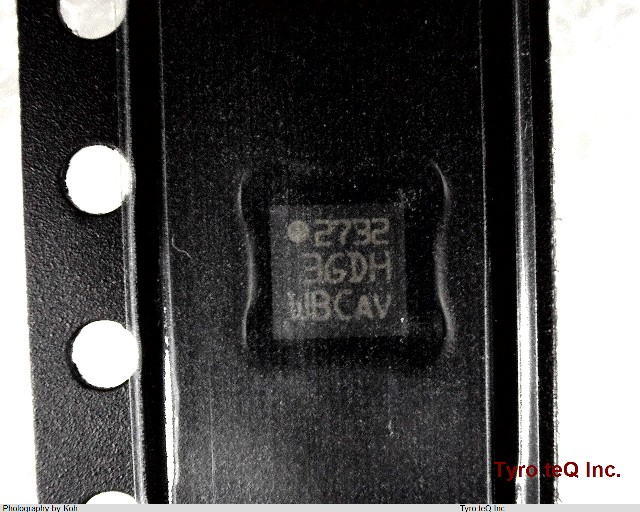 2732
3GDH
WBCAV
Tyro.teQ Inc.
Photography by Koh
Tyro teQ Inc